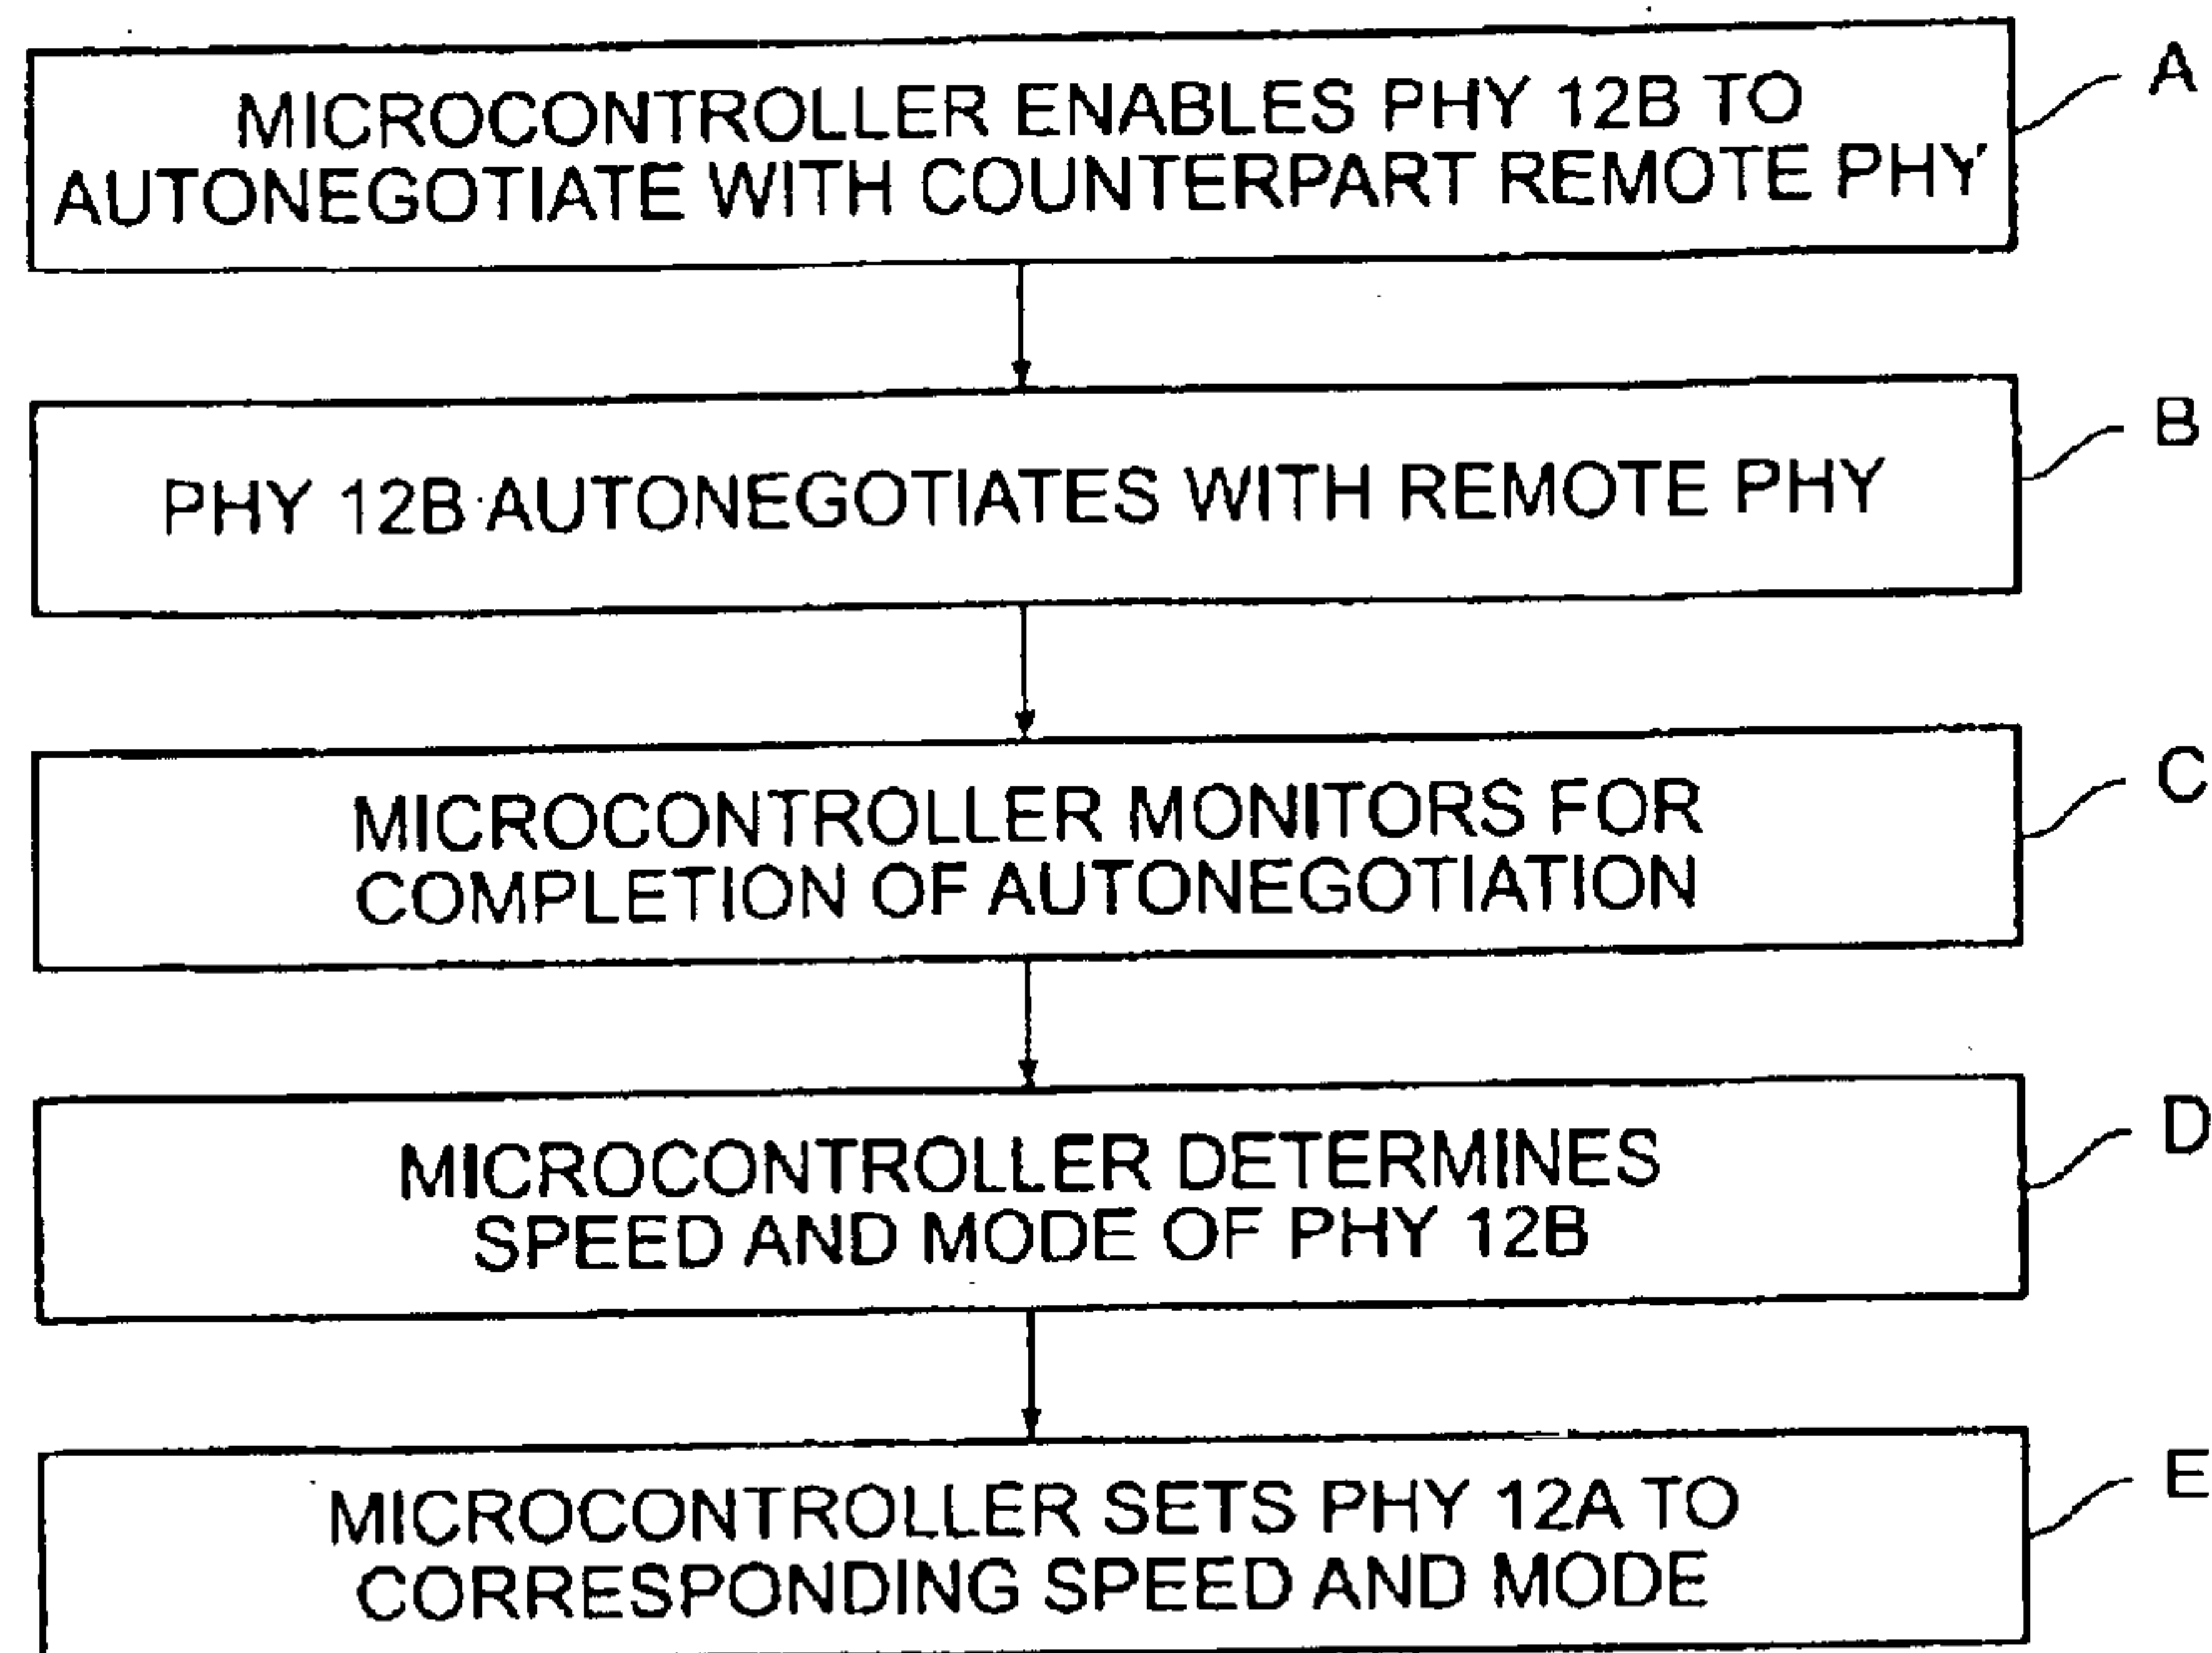 MICROCONTROLLER ENABLES PHY 12B TO
AUTONEGOTIATE WITH COUNTERPART REMOTE PHY
A
PHY 12B AUTONEGOTIATES WITH REMOTE PHY
B
MICROCONTROLLER MONITORS FOR
COMPLETION OF AUTONEGOTIATION
C
MICROCONTROLLER DETERMINES
SPEED AND MODE OF PHY 12B
D
MICROCONTROLLER SETS PHY 12A TO
CORRESPONDING SPEED AND MODE
E